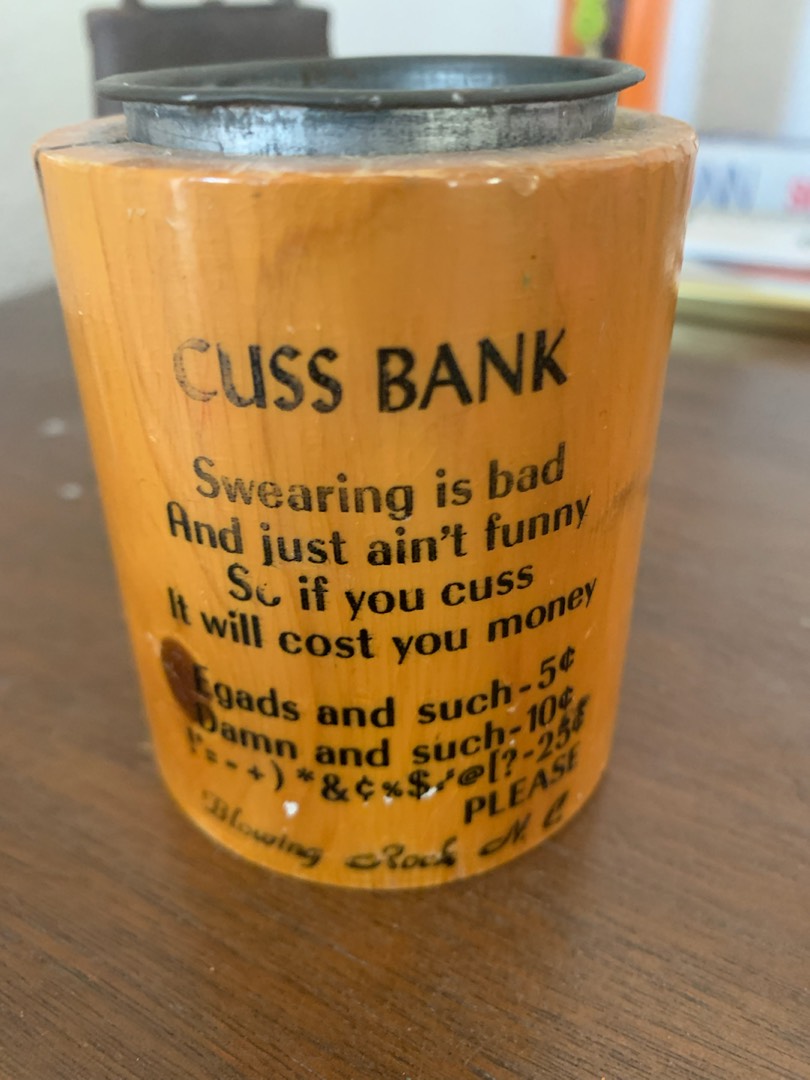 CUSS BANK
Swearing is bad
And just ain't funny
So if you cuss
It will cost you money
Egads and such-5¢
Damn and such-10¢
!"=-+)*&¢%$-'@[?-25¢
PLEASE
Blowing Rock N.C